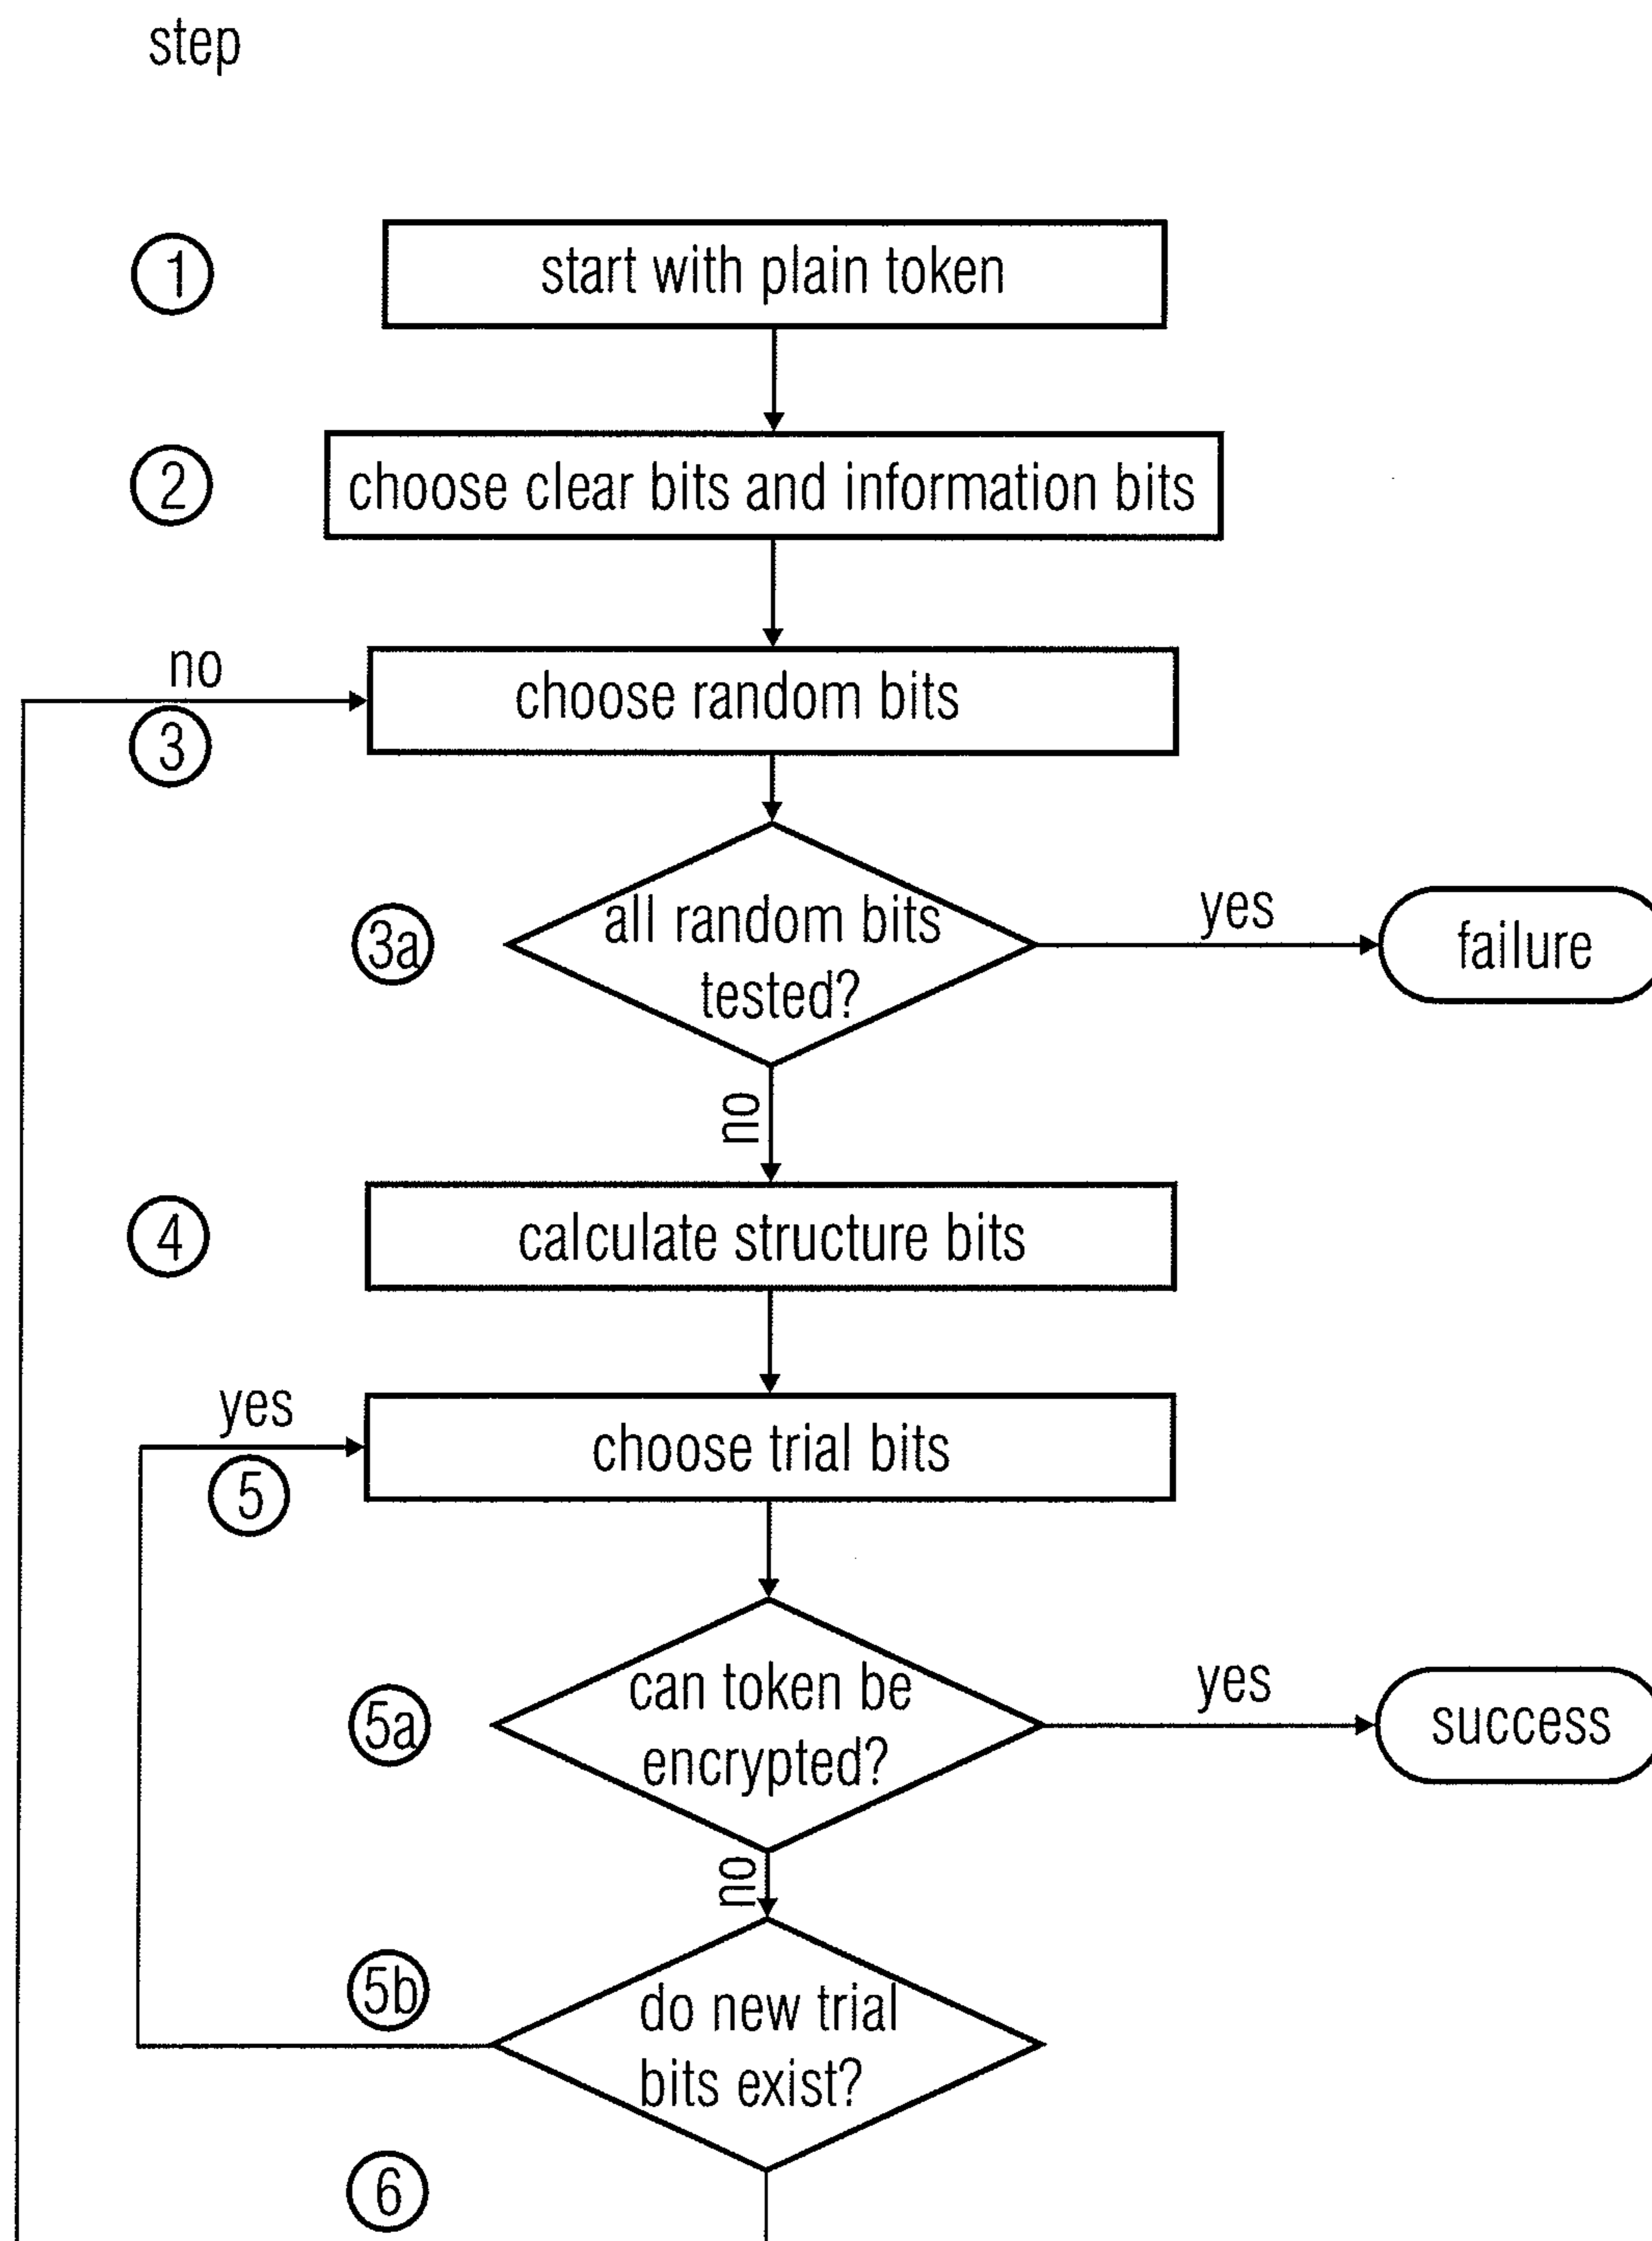 step
1
start with plain token
2
choose clear bits and information bits
no
3
choose random bits
3a
all random bits
tested?
yes
failure
no
4
calculate structure bits
yes
5
choose trial bits
5a
can token be
encrypted?
yes
success
no
5b
do new trial
bits exist?
6